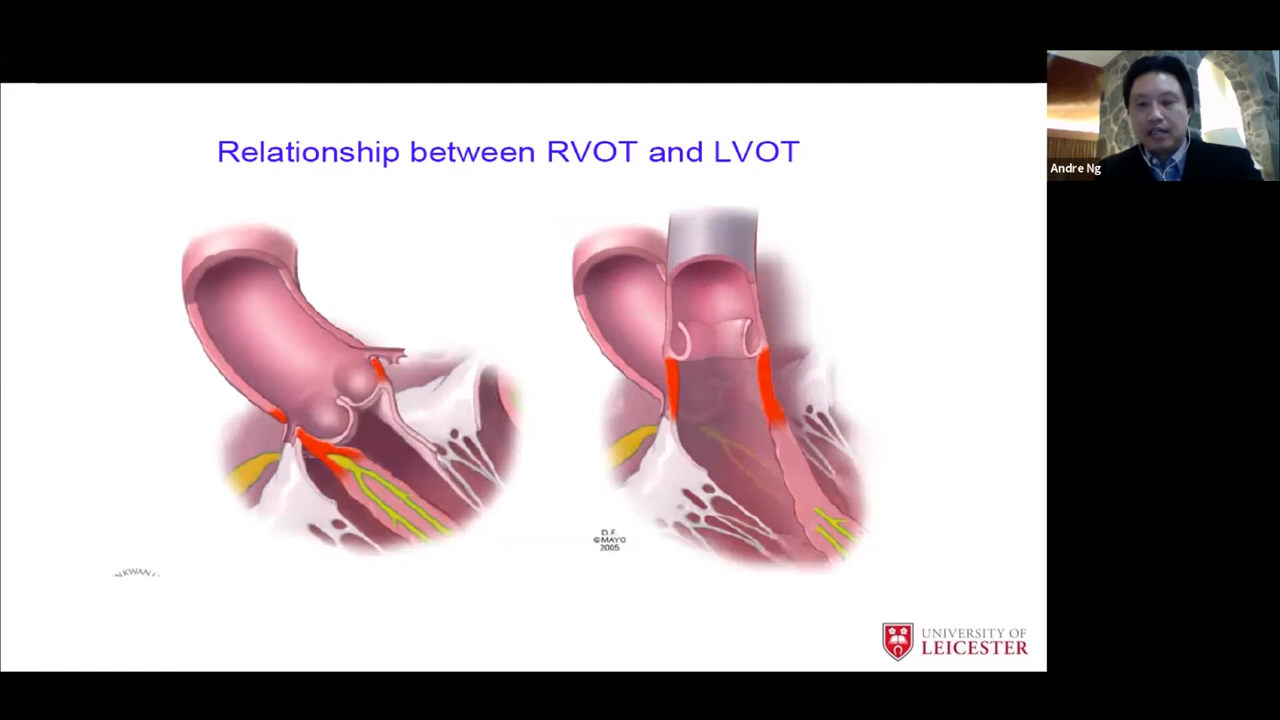 Relationship between RVOT and LVOT
Andre Ng
D.F.
©MAYO
2005
UNIVERSITY OF
LEICESTER